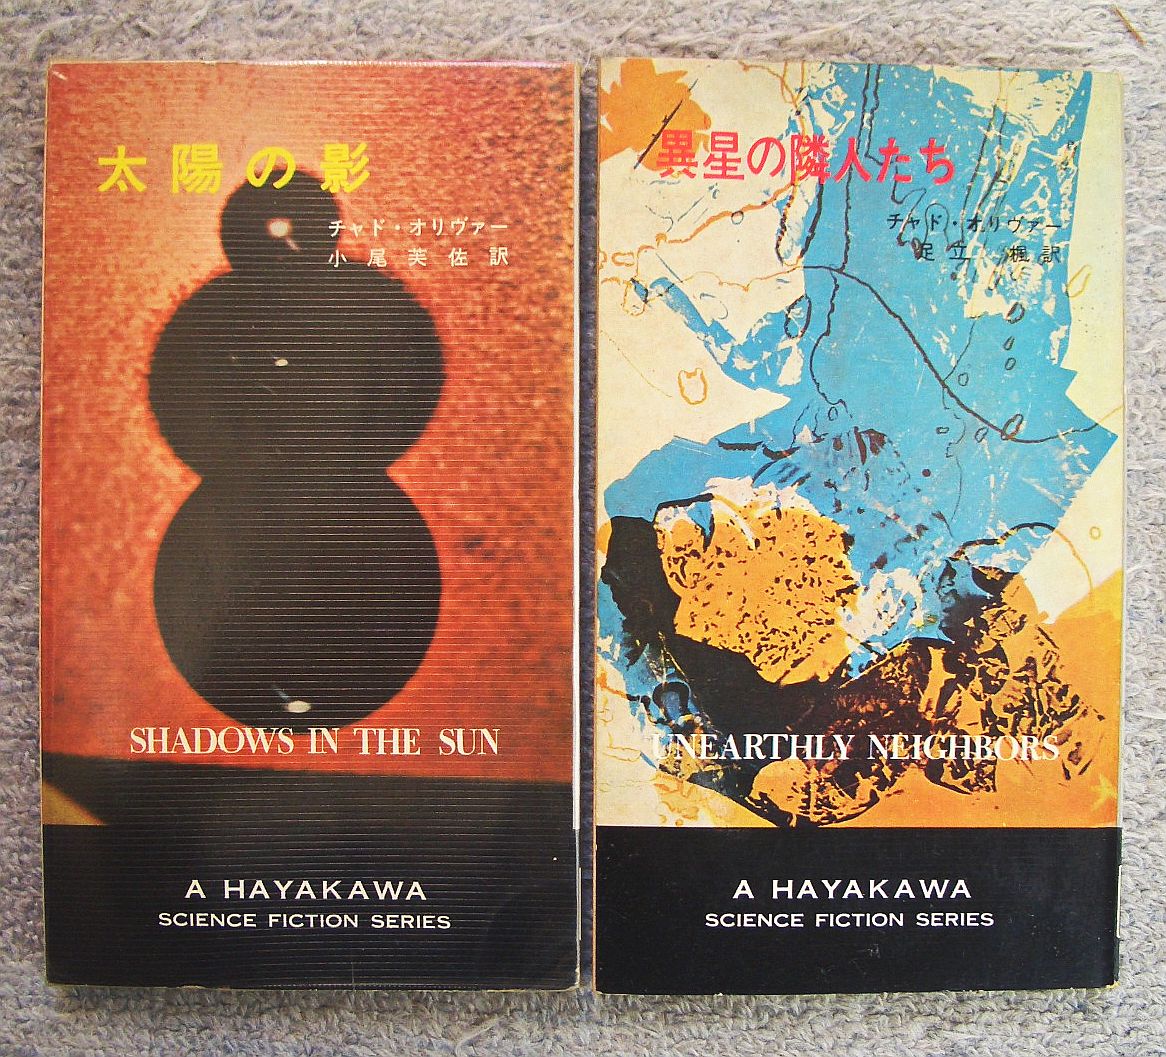 太陽の影
チャド・オリヴァー
小尾芙佐訳
SHADOWS IN THE SUN
A HAYAKAWA
SCIENCE FICTION SERIES
異星の隣人たち
チャド・オリヴァー
足立 楓訳
UNEARTHLY NEIGHBORS
A HAYAKAWA
SCIENCE FICTION SERIES